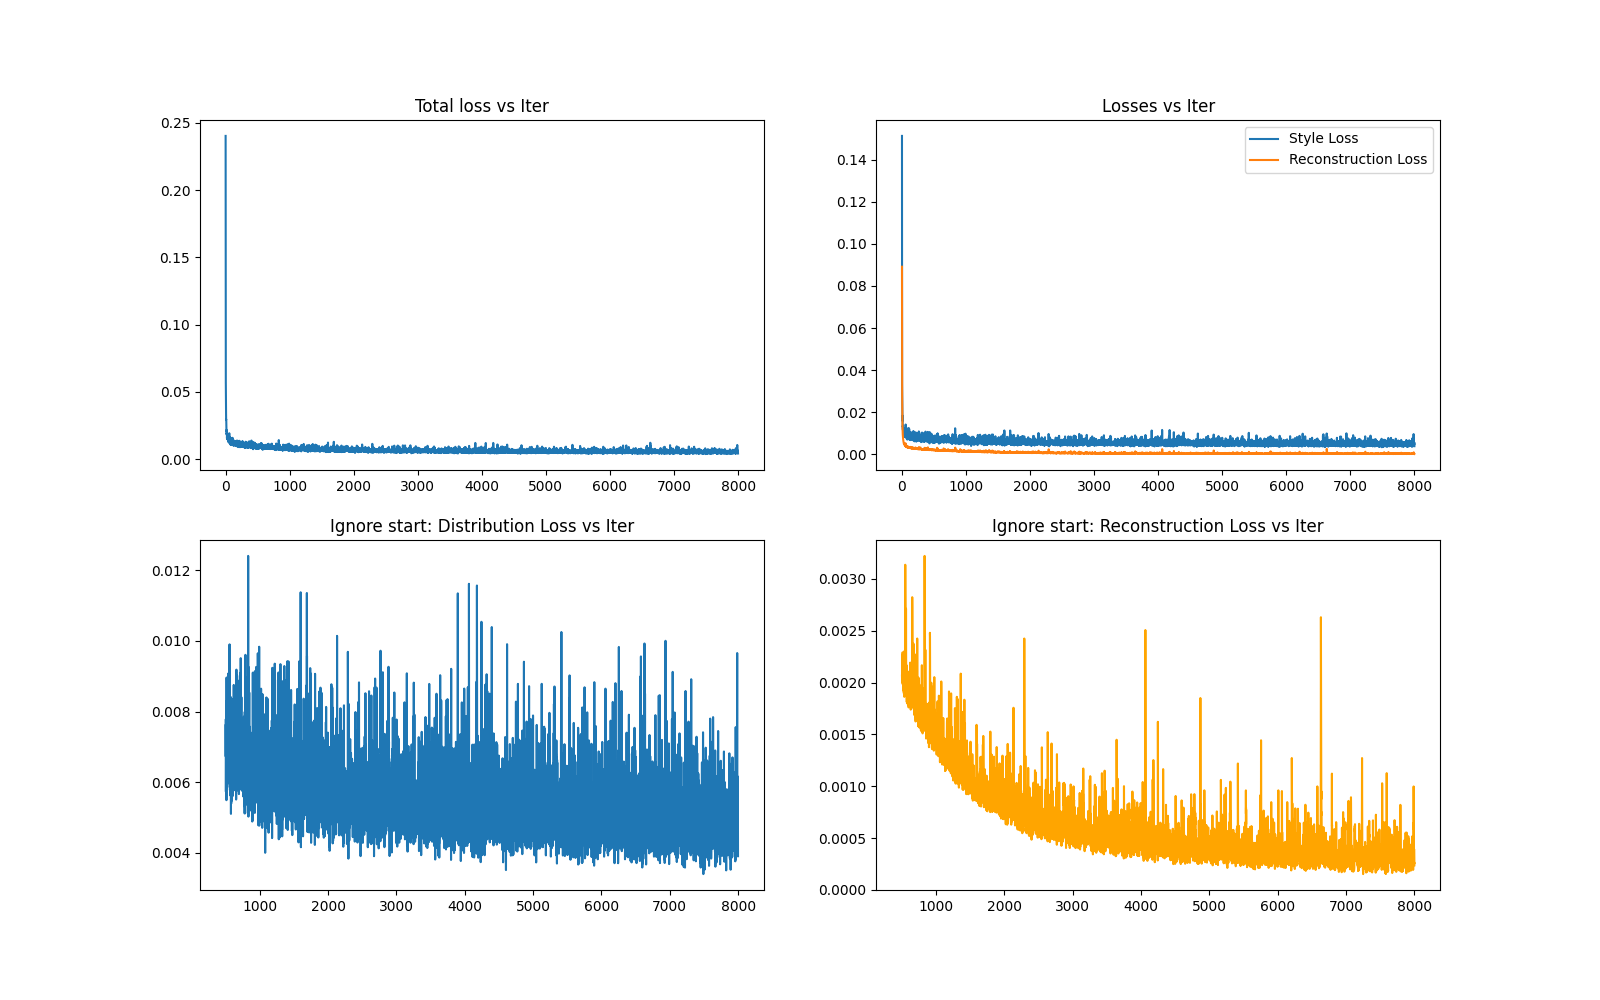 Total loss vs Iter
0.25
0.20
0.15
0.10
0.05
0.00
0 1000 2000 3000 4000 5000 6000 7000 8000
Losses vs Iter
Style Loss
Reconstruction Loss
0.14
0.12
0.10
0.08
0.06
0.04
0.02
0.00
0 1000 2000 3000 4000 5000 6000 7000 8000
Ignore start: Distribution Loss vs Iter
0.012
0.010
0.008
0.006
0.004
1000 2000 3000 4000 5000 6000 7000 8000
Ignore start: Reconstruction Loss vs Iter
0.0030
0.0025
0.0020
0.0015
0.0010
0.0005
0.0000
1000 2000 3000 4000 5000 6000 7000 8000